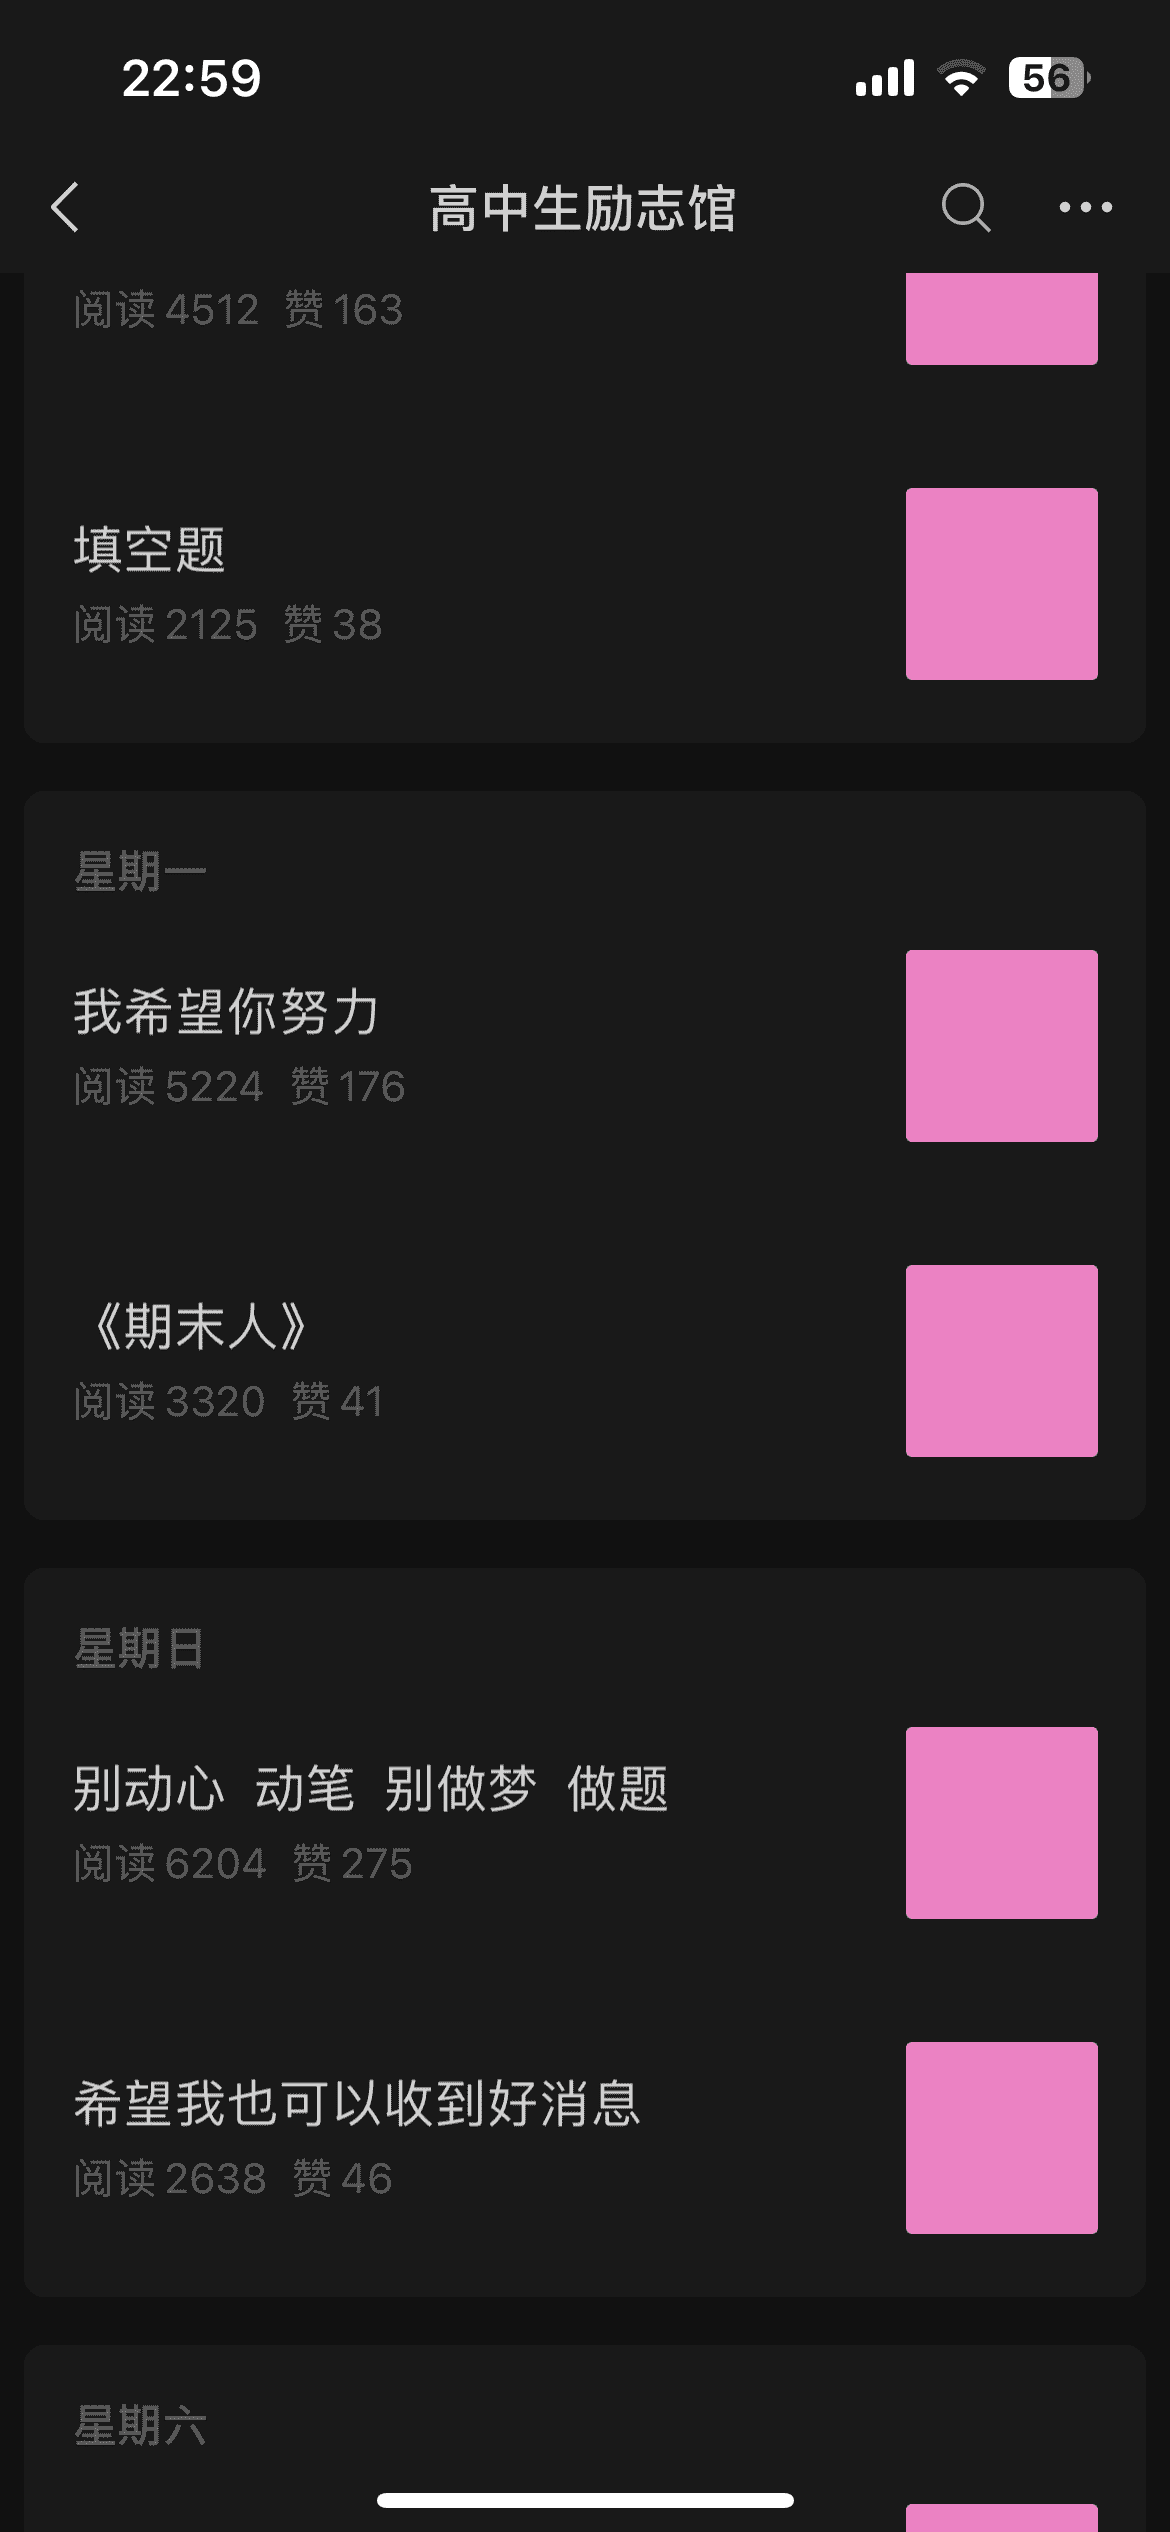 22:59
56
高中生励志馆
阅读 4512 赞 163
填空题
阅读 2125 赞 38
星期一
我希望你努力
阅读 5224 赞 176
《期末人》
阅读 3320 赞 41
星期日
别动心 动笔 别做梦 做题
阅读 6204 赞 275
希望我也可以收到好消息
阅读 2638 赞 46
星期六